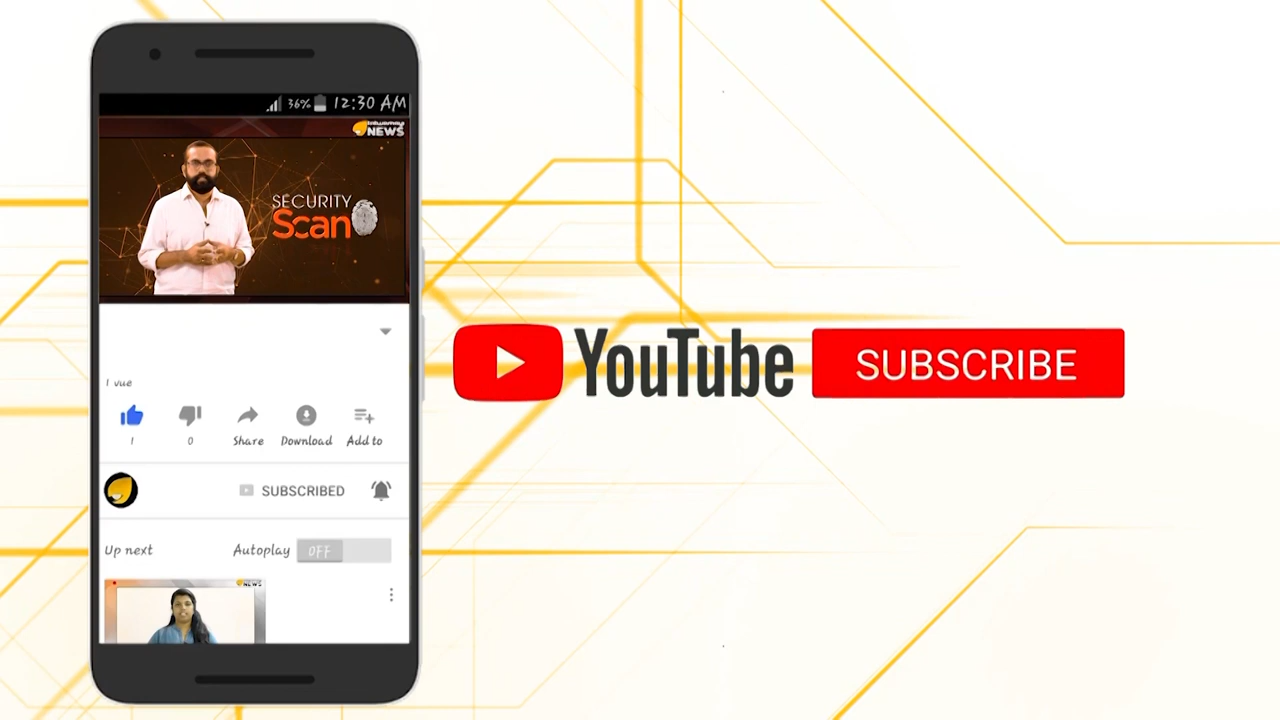 36% 12:30 AM
NEWS
SECURITY
Scan
1 vue
1 0 Share Download Add to
SUBSCRIBED
Up next Autoplay OFF
NEWS
YouTube SUBSCRIBE